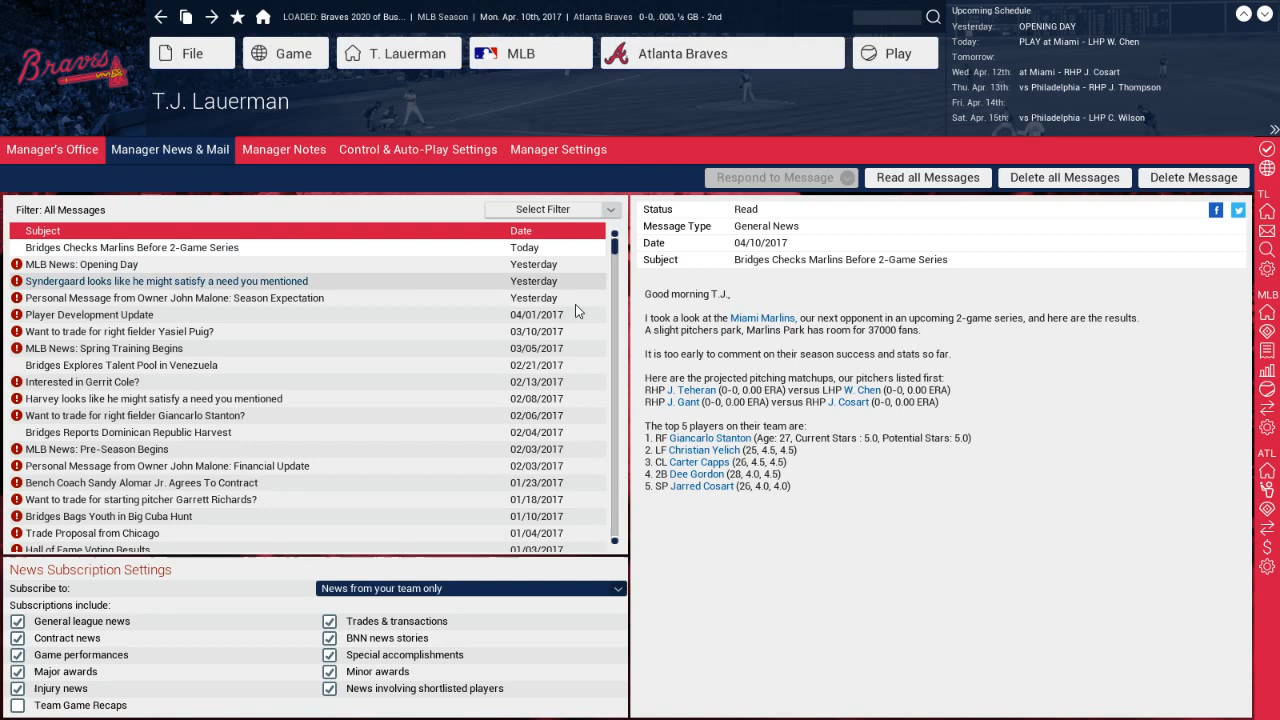 Braves
LOADED: Braves 2020 of Bus... | MLB Season | Mon. Apr. 10th, 2017 | Atlanta Braves 0-0, .000, ½ GB - 2nd
File
Game
T. Lauerman
MLB
Atlanta Braves
Play
T.J. Lauerman
Upcoming Schedule
Yesterday: OPENING DAY
Today: PLAY at Miami - LHP W. Chen
Tomorrow:
Wed. Apr. 12th: at Miami - RHP J. Cosart
Thu. Apr. 13th: vs Philadelphia - RHP J. Thompson
Fri. Apr. 14th:
Sat. Apr. 15th: vs Philadelphia - LHP C. Wilson
Manager's Office
Manager News & Mail
Manager Notes
Control & Auto-Play Settings
Manager Settings
Respond to Message
Read all Messages
Delete all Messages
Delete Message
Filter: All Messages
Select Filter
Subject Date
Bridges Checks Marlins Before 2-Game Series Today
MLB News: Opening Day Yesterday
Syndergaard looks like he might satisfy a need you mentioned Yesterday
Personal Message from Owner John Malone: Season Expectation Yesterday
Player Development Update 04/01/2017
Want to trade for right fielder Yasiel Puig? 03/10/2017
MLB News: Spring Training Begins 03/05/2017
Bridges Explores Talent Pool in Venezuela 02/21/2017
Interested in Gerrit Cole? 02/13/2017
Harvey looks like he might satisfy a need you mentioned 02/08/2017
Want to trade for right fielder Giancarlo Stanton? 02/06/2017
Bridges Reports Dominican Republic Harvest 02/04/2017
MLB News: Pre-Season Begins 02/03/2017
Personal Message from Owner John Malone: Financial Update 02/03/2017
Bench Coach Sandy Alomar Jr. Agrees To Contract 01/23/2017
Want to trade for starting pitcher Garrett Richards? 01/18/2017
Bridges Bags Youth in Big Cuba Hunt 01/10/2017
Trade Proposal from Chicago 01/04/2017
Hall of Fame Voting Results 01/03/2017
News Subscription Settings
Subscribe to: News from your team only
Subscriptions include:
General league news Trades & transactions
Contract news BNN news stories
Game performances Special accomplishments
Major awards Minor awards
Injury news News involving shortlisted players
Team Game Recaps
Status Read
Message Type General News
Date 04/10/2017
Subject Bridges Checks Marlins Before 2-Game Series
Good morning T.J.,
I took a look at the Miami Marlins, our next opponent in an upcoming 2-game series, and here are the results.
A slight pitchers park, Marlins Park has room for 37000 fans.
It is too early to comment on their season success and stats so far.
Here are the projected pitching matchups, our pitchers listed first:
RHP J. Teheran (0-0, 0.00 ERA) versus LHP W. Chen (0-0, 0.00 ERA)
RHP J. Gant (0-0, 0.00 ERA) versus RHP J. Cosart (0-0, 0.00 ERA)
The top 5 players on their team are:
1. RF Giancarlo Stanton (Age: 27, Current Stars : 5.0, Potential Stars: 5.0)
2. LF Christian Yelich (25, 4.5, 4.5)
3. CL Carter Capps (26, 4.5, 4.5)
4. 2B Dee Gordon (28, 4.0, 4.5)
5. SP Jarred Cosart (26, 4.0, 4.0)
TL
MLB
ATL